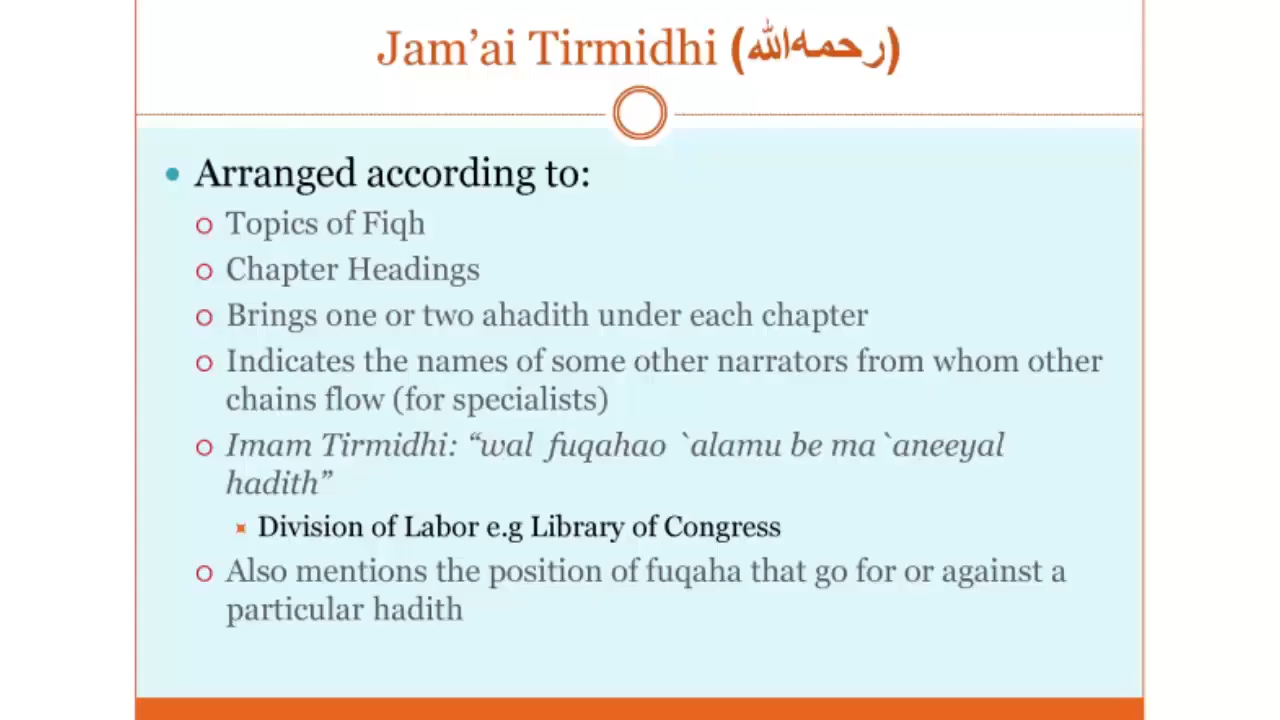 Jam’ai Tirmidhi (رحمه الله)
Arranged according to:
Topics of Fiqh
Chapter Headings
Brings one or two ahadith under each chapter
Indicates the names of some other narrators from whom other
chains flow (for specialists)
Imam Tirmidhi: “wal fuqahao `alamu be ma`aneeyal
hadith”
Division of Labor e.g Library of Congress
Also mentions the position of fuqaha that go for or against a
particular hadith